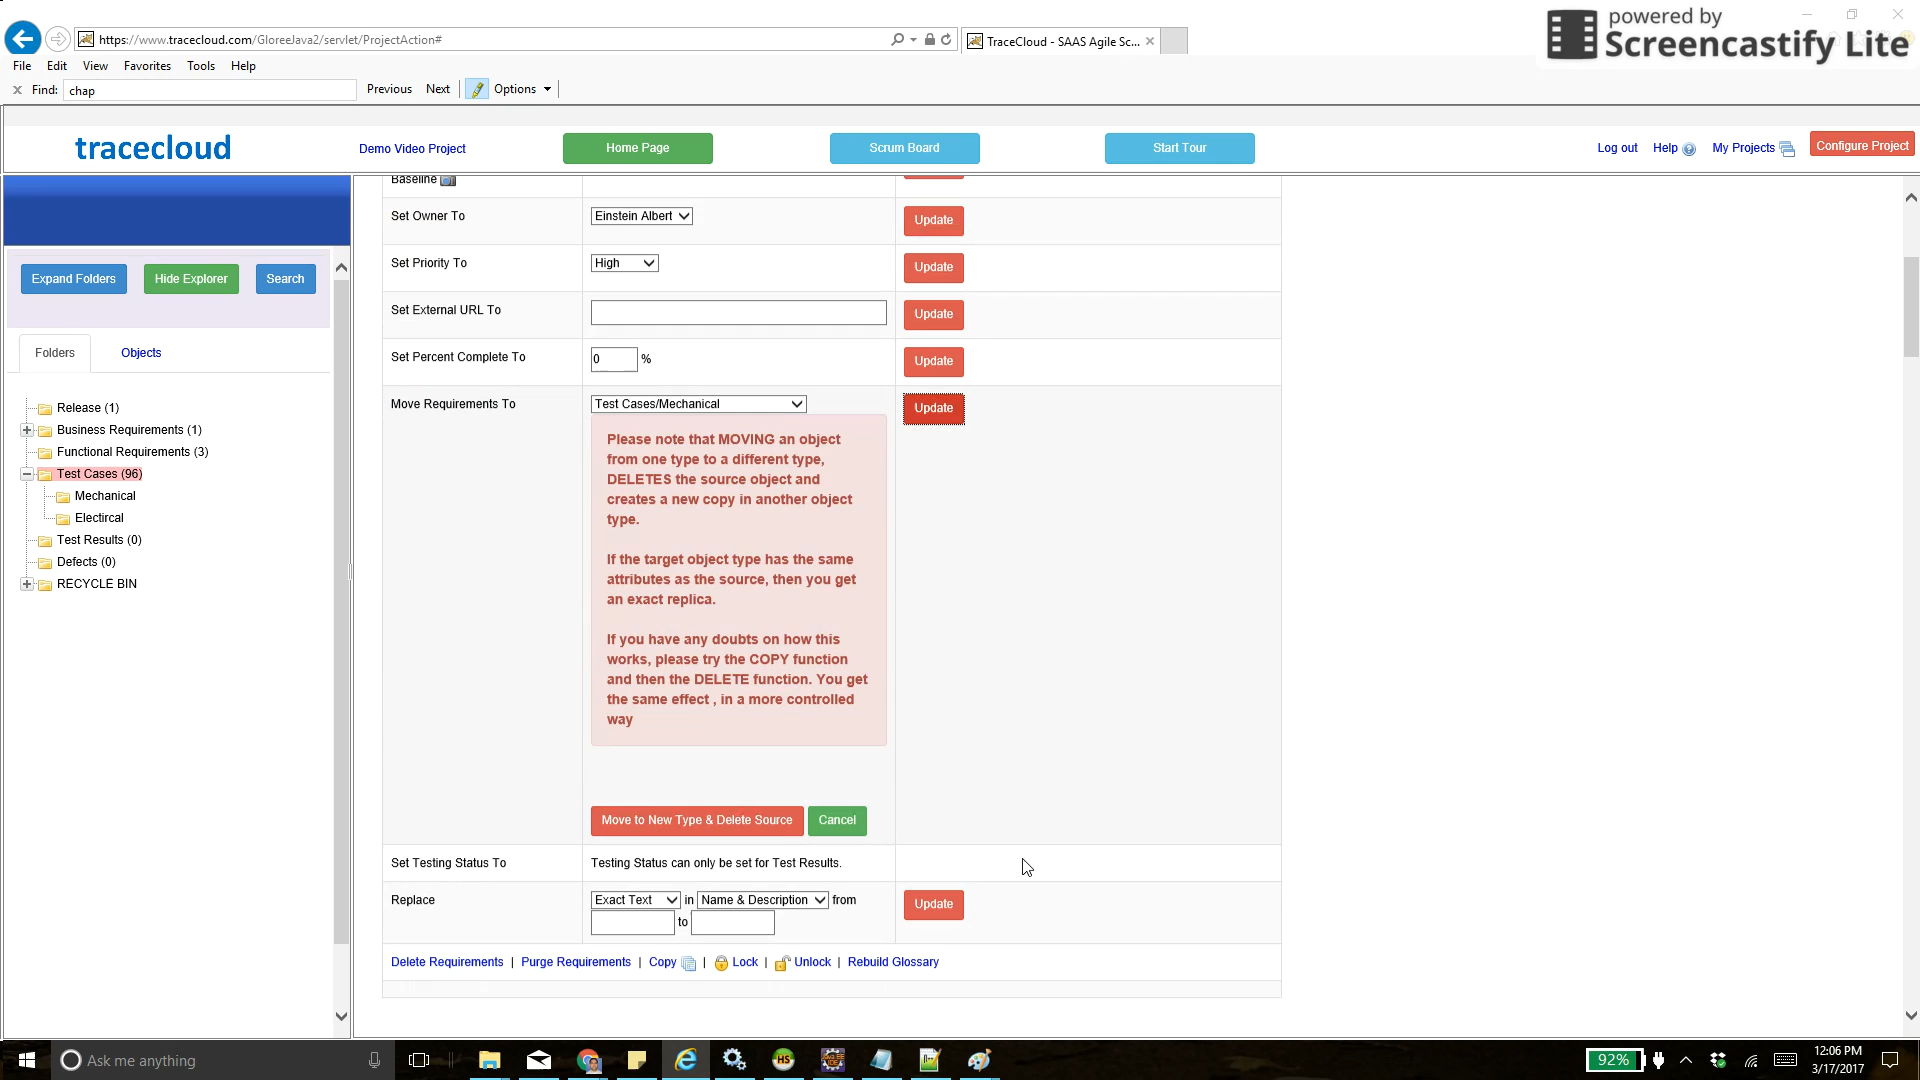 powered by
Screencastify Lite
https://www.tracecloud.com/GloreeJava2/servlet/ProjectAction#
TraceCloud - SAAS Agile Sc...
File Edit View Favorites Tools Help
Find: chap Previous Next Options
tracecloud Demo Video Project Home Page Scrum Board Start Tour Log out Help My Projects Configure Project
Expand Folders Hide Explorer Search
Folders Objects
Release (1)
Business Requirements (1)
Functional Requirements (3)
Test Cases (96)
Mechanical
Electircal
Test Results (0)
Defects (0)
RECYCLE BIN
Baseline
Set Owner To Einstein Albert Update
Set Priority To High Update
Set External URL To Update
Set Percent Complete To 0 % Update
Move Requirements To Test Cases/Mechanical Update
Please note that MOVING an object
from one type to a different type,
DELETES the source object and
creates a new copy in another object
type.
If the target object type has the same
attributes as the source, then you get
an exact replica.
If you have any doubts on how this
works, please try the COPY function
and then the DELETE function. You get
the same effect , in a more controlled
way
Move to New Type & Delete Source Cancel
Set Testing Status To Testing Status can only be set for Test Results.
Replace Exact Text in Name & Description from Update
to
Delete Requirements | Purge Requirements | Copy | Lock | Unlock | Rebuild Glossary
Ask me anything
HS
92%
12:06 PM
3/17/2017